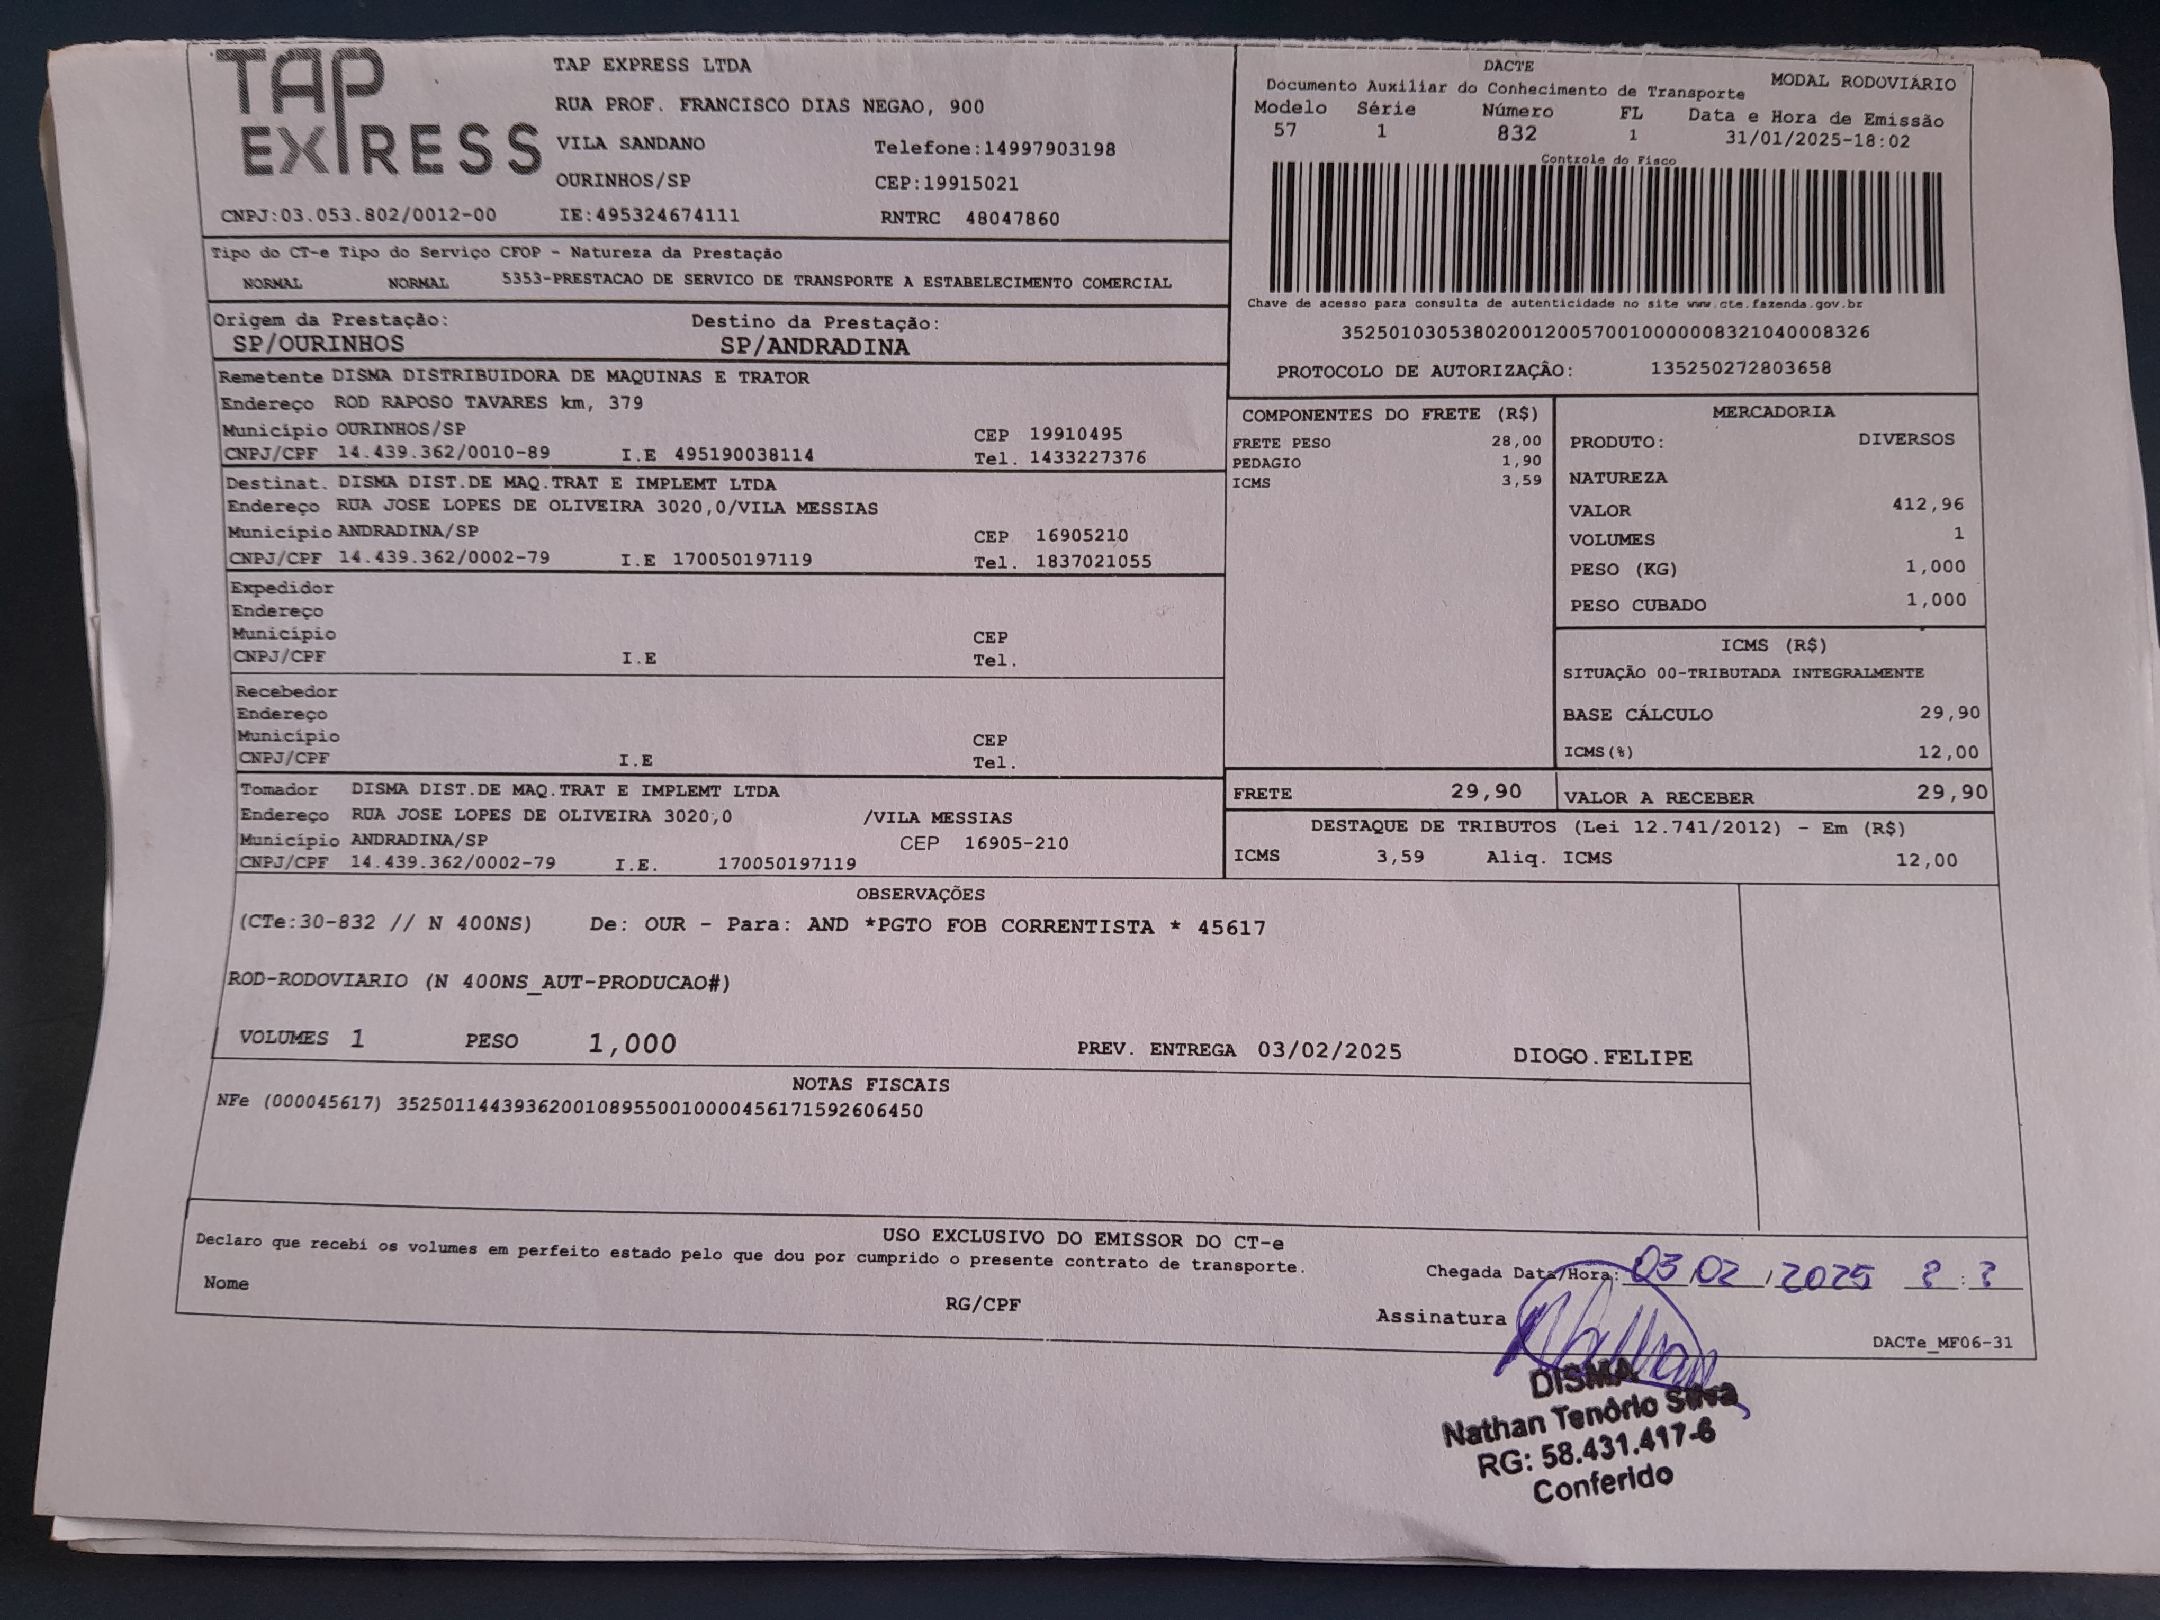 TAP EXPRESS
TAP EXPRESS LTDA
RUA PROF. FRANCISCO DIAS NEGAO, 900
VILA SANDANO Telefone:14997903198
OURINHOS/SP CEP:19915021
CNPJ:03.053.802/0012-00 IE:495324674111 RNTRC 48047860
DACTE
Documento Auxiliar do Conhecimento de Transporte MODAL RODOVIÁRIO
Modelo Série Número FL Data e Hora de Emissão
57 1 832 1 31/01/2025-18:02
Controle do Fisco
Chave de acesso para consulta de autenticidade no site www.cte.fazenda.gov.br
35250103053802001200570010000008321040008326
PROTOCOLO DE AUTORIZAÇÃO: 135250272803658
Tipo do CT-e Tipo do Serviço CFOP - Natureza da Prestação
NORMAL NORMAL 5353-PRESTACAO DE SERVICO DE TRANSPORTE A ESTABELECIMENTO COMERCIAL
Origem da Prestação: Destino da Prestação:
SP/OURINHOS SP/ANDRADINA
Remetente DISMA DISTRIBUIDORA DE MAQUINAS E TRATOR
Endereço ROD RAPOSO TAVARES km, 379
Município OURINHOS/SP CEP 19910495
CNPJ/CPF 14.439.362/0010-89 I.E 495190038114 Tel. 1433227376
Destinat. DISMA DIST.DE MAQ.TRAT E IMPLEMT LTDA
Endereço RUA JOSE LOPES DE OLIVEIRA 3020,0/VILA MESSIAS
Município ANDRADINA/SP CEP 16905210
CNPJ/CPF 14.439.362/0002-79 I.E 170050197119 Tel. 1837021055
Expedidor
Endereço
Município CEP
CNPJ/CPF I.E Tel.
Recebedor
Endereço
Município CEP
CNPJ/CPF I.E Tel.
Tomador DISMA DIST.DE MAQ.TRAT E IMPLEMT LTDA
Endereço RUA JOSE LOPES DE OLIVEIRA 3020,0 /VILA MESSIAS
Município ANDRADINA/SP CEP 16905-210
CNPJ/CPF 14.439.362/0002-79 I.E. 170050197119
COMPONENTES DO FRETE (R$)
FRETE PESO 28,00
PEDAGIO 1,90
ICMS 3,59
MERCADORIA
PRODUTO: DIVERSOS
NATUREZA
VALOR 412,96
VOLUMES 1
PESO (KG) 1,000
PESO CUBADO 1,000
ICMS (R$)
SITUAÇÃO 00-TRIBUTADA INTEGRALMENTE
BASE CÁLCULO 29,90
ICMS(%) 12,00
FRETE 29,90 VALOR A RECEBER 29,90
DESTAQUE DE TRIBUTOS (Lei 12.741/2012) - Em (R$)
ICMS 3,59 Aliq. ICMS 12,00
OBSERVAÇÕES
(CTe:30-832 // N 400NS) De: OUR - Para: AND *PGTO FOB CORRENTISTA * 45617
ROD-RODOVIARIO (N 400NS_AUT-PRODUCAO#)
VOLUMES 1 PESO 1,000 PREV. ENTREGA 03/02/2025 DIOGO.FELIPE
NOTAS FISCAIS
NFe (000045617) 35250114439362001089550010000456171592606450
USO EXCLUSIVO DO EMISSOR DO CT-e
Declaro que recebi os volumes em perfeito estado pelo que dou por cumprido o presente contrato de transporte.
Nome RG/CPF
Chegada Data/Hora: 03/02/2025 ? : ?
Assinatura Nathan
DACTe_MF06-31
DISMA
Nathan Tenório Silva
RG: 58.431.417-6
Conferido